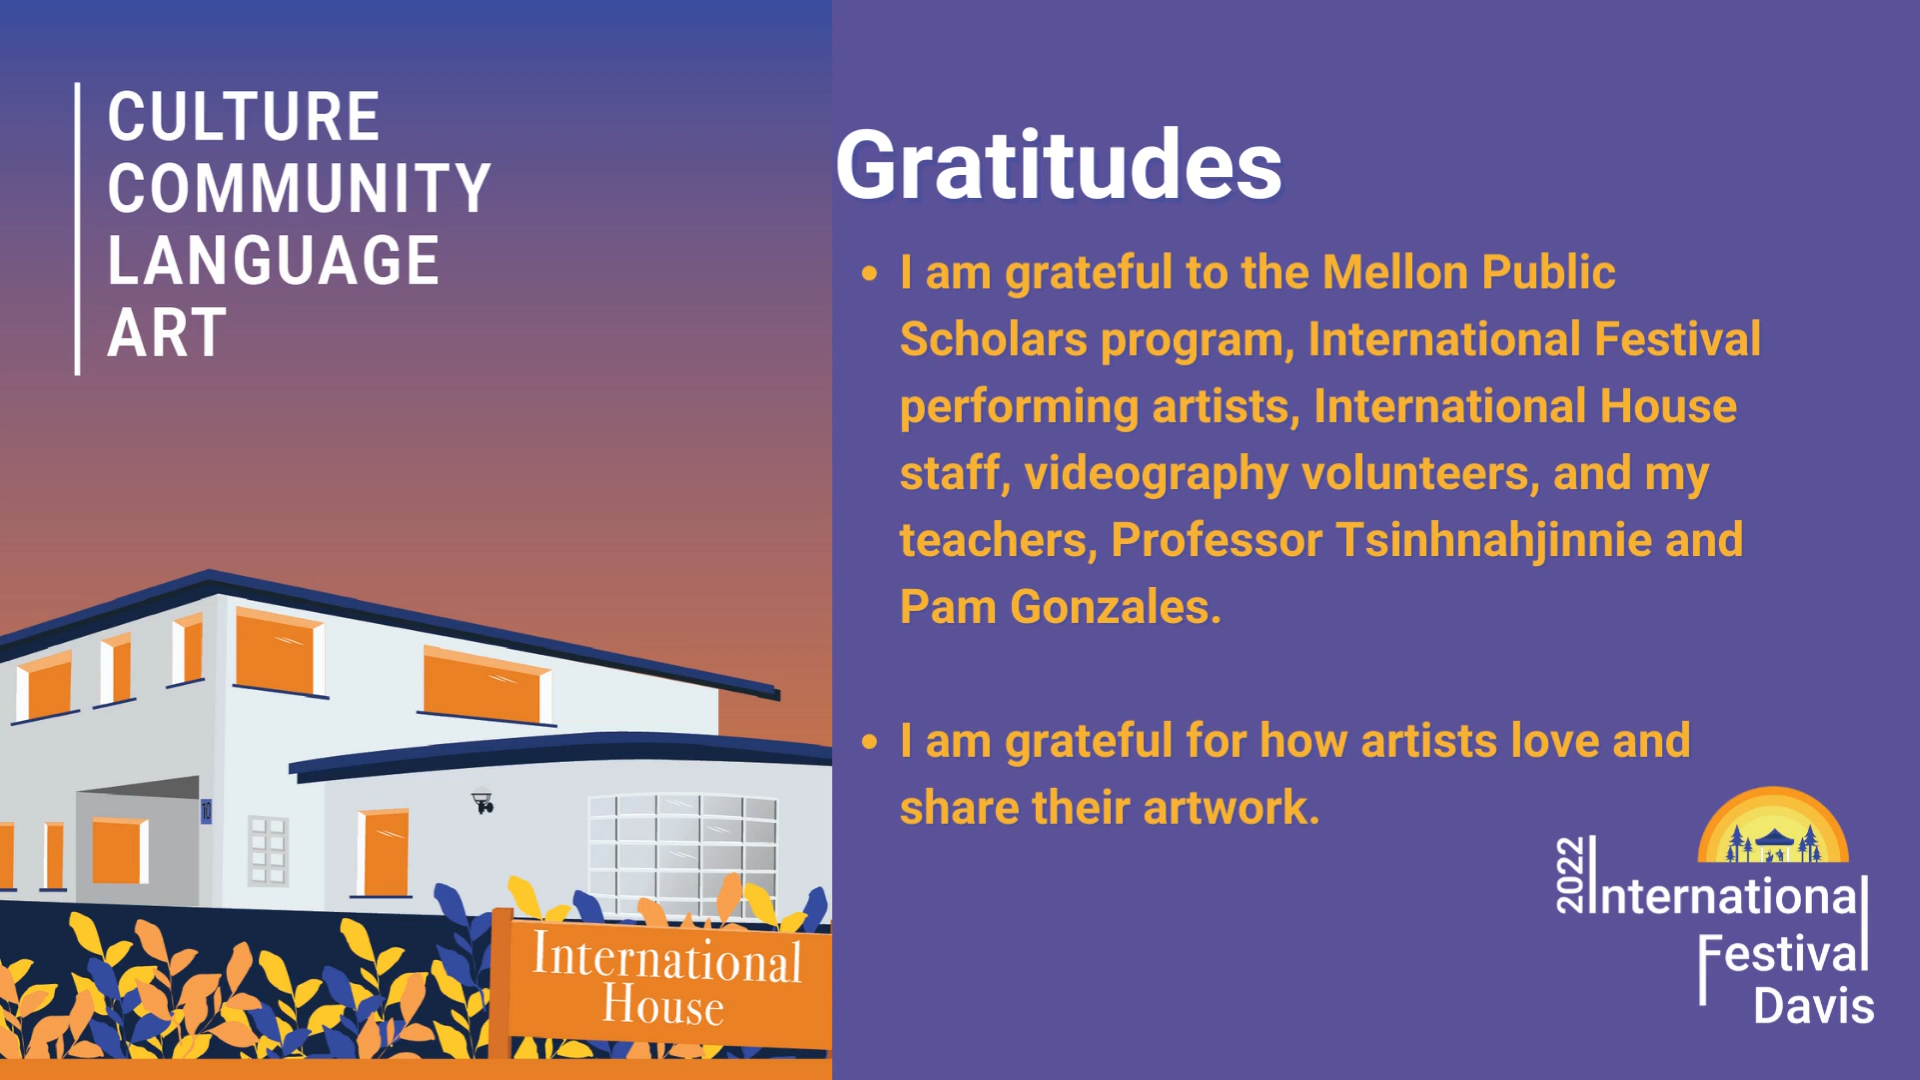 CULTURE
COMMUNITY
LANGUAGE
ART
Gratitudes
• I am grateful to the Mellon Public
Scholars program, International Festival
performing artists, International House
staff, videography volunteers, and my
teachers, Professor Tsinhnahjinnie and
Pam Gonzales.
• I am grateful for how artists love and
share their artwork.
10
International
House
2022
International
Festival
Davis